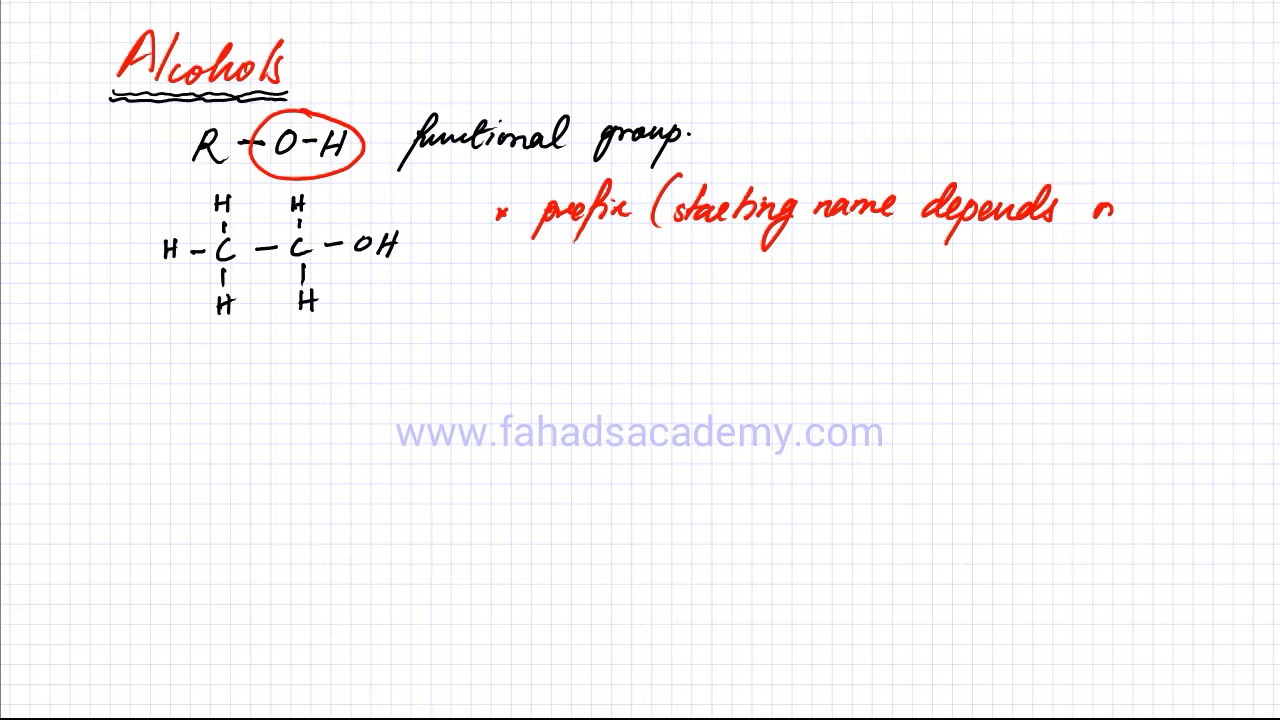 Alcohols
R - O - H functional group.
* prefix (starting name depends o
H H
H - C - C - OH
H H
www.fahadsacademy.com